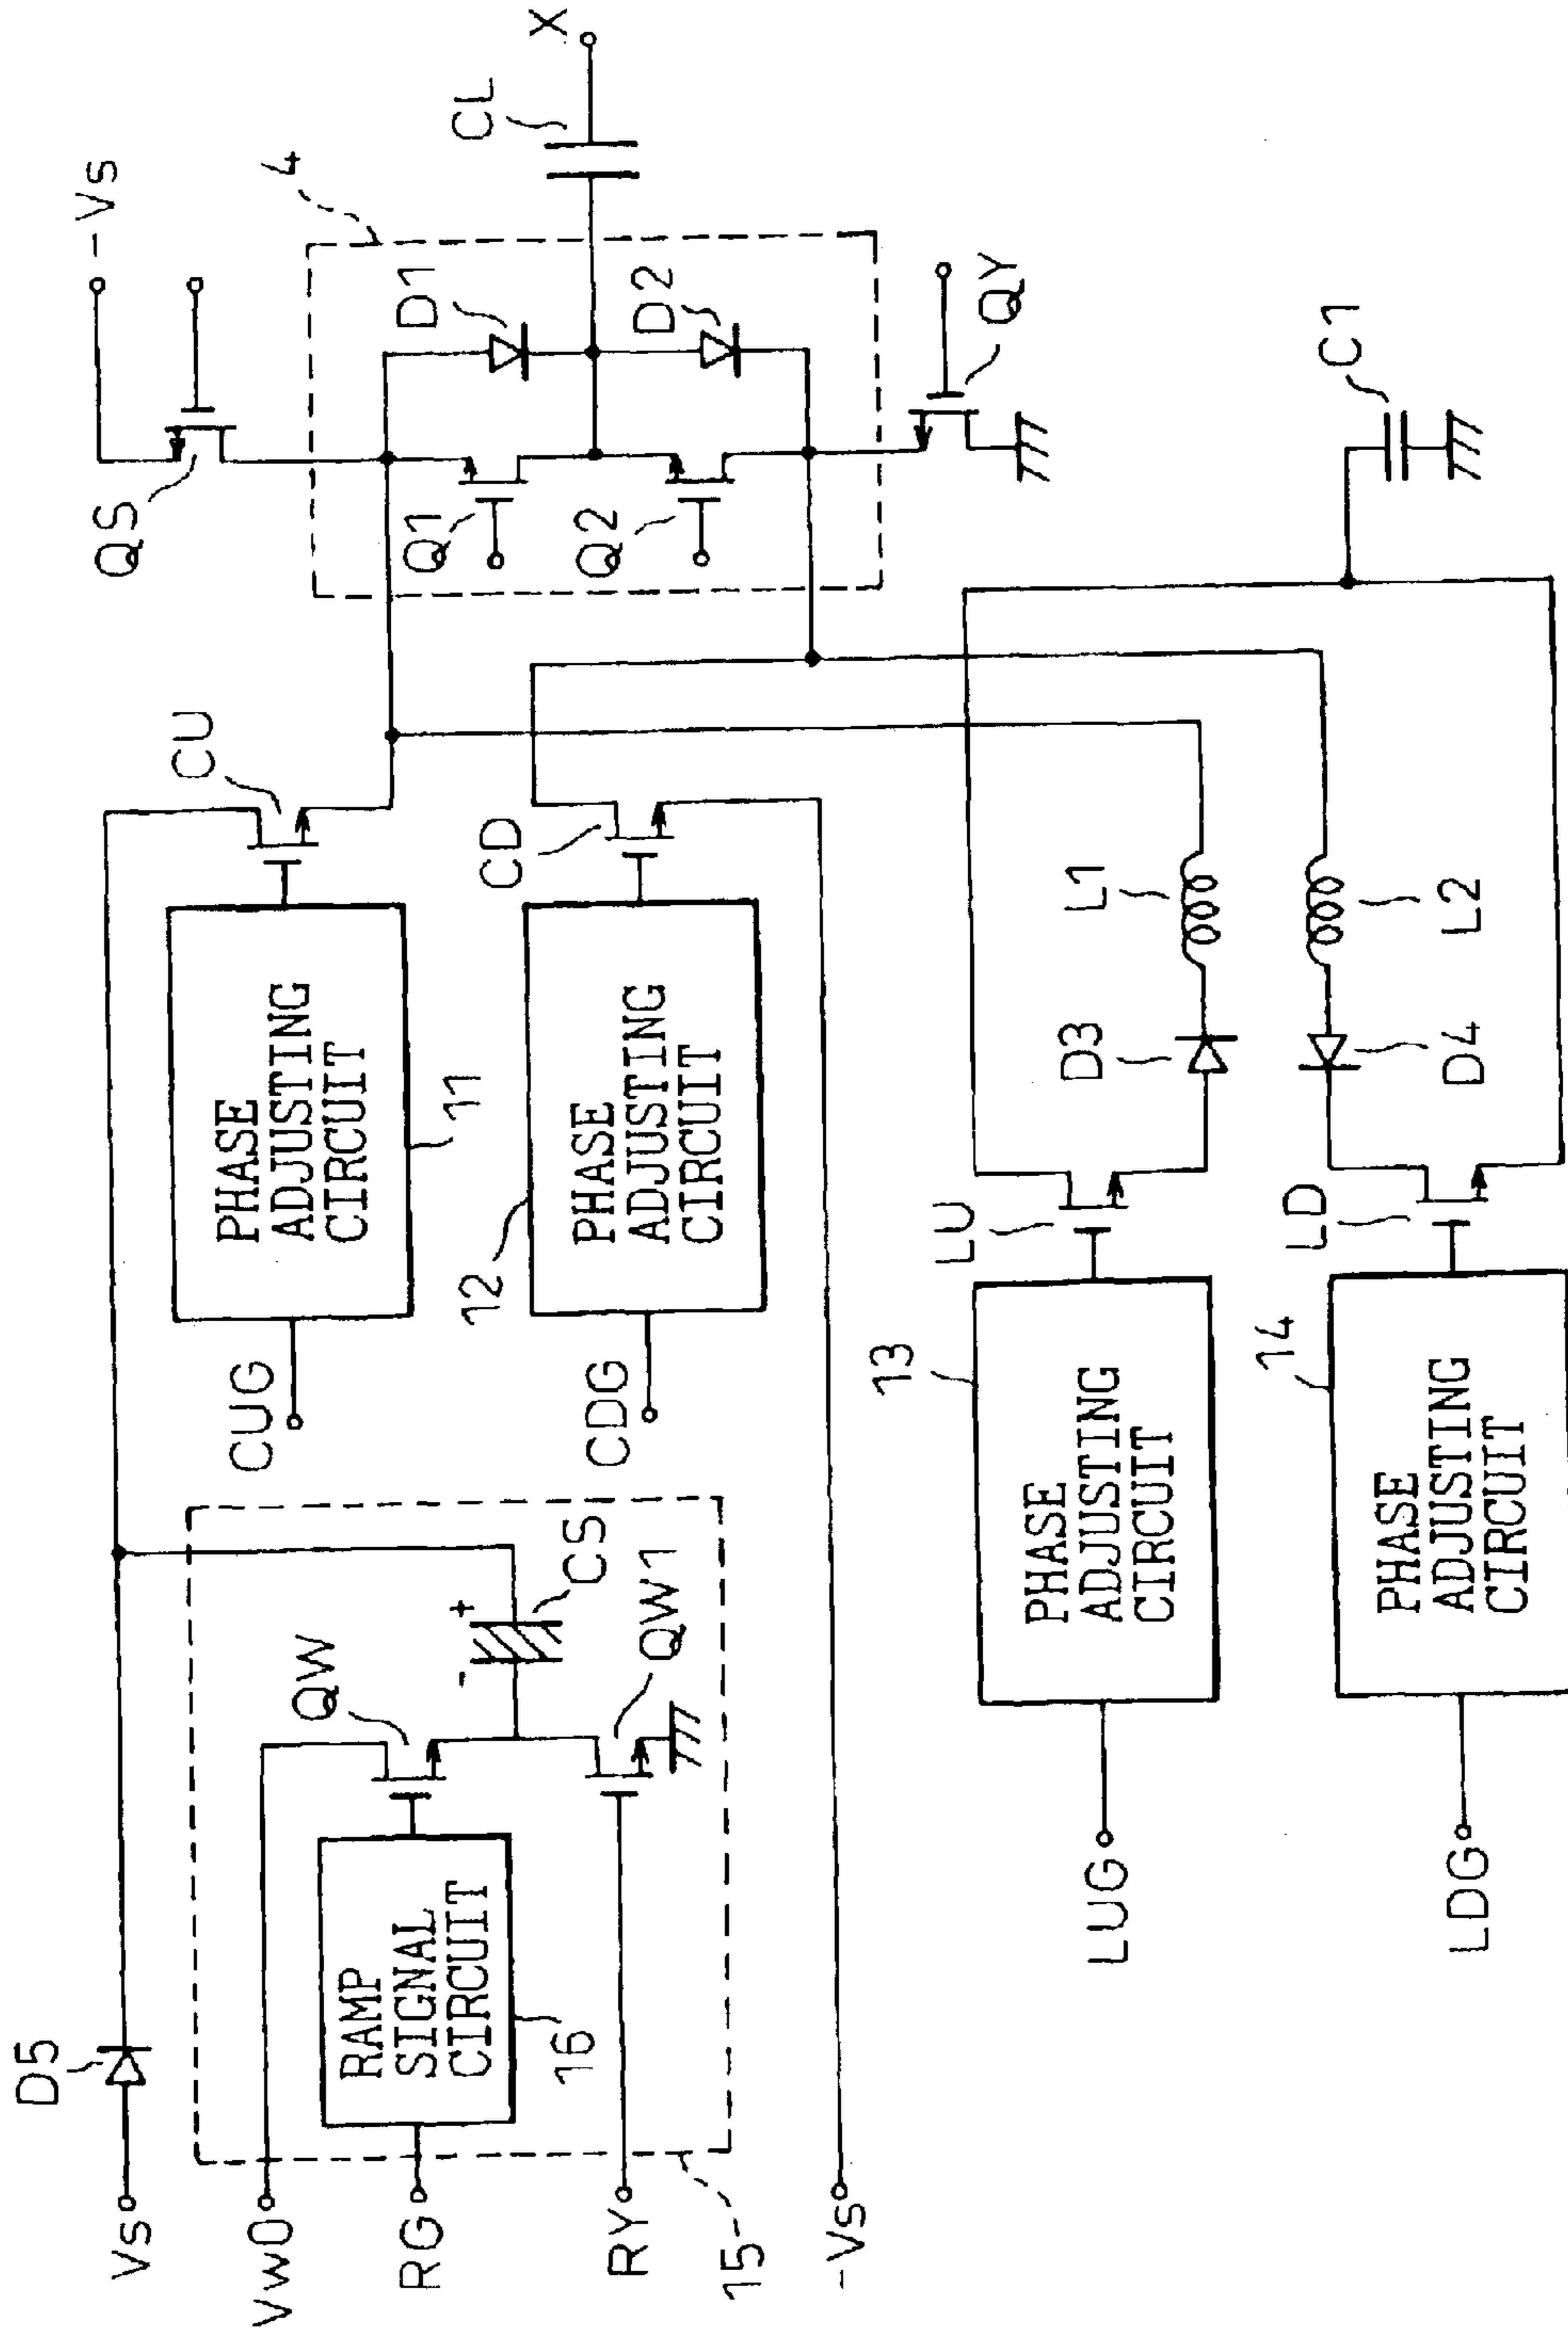 Vs
D5
Vw0
RG
RAMP
SIGNAL
CIRCUIT
16
QW
-
+
CS
QW1
RY
15
-Vs
CUG
PHASE
ADJUSTING
CIRCUIT
11
CU
CDG
12
PHASE
ADJUSTING
CIRCUIT
CD
QS
-Vs
4
Q1
D1
Q2
D2
CL
X
QY
LUG
13
PHASE
ADJUSTING
CIRCUIT
LU
D3
L1
LDG
14
PHASE
ADJUSTING
CIRCUIT
LD
D4
L2
C1